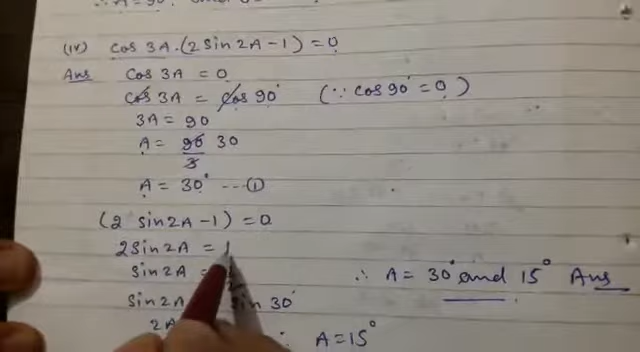 (iv) cos 3A.(2 sin 2A - 1) = 0
Ans cos 3A = 0
cos 3A = cos 90° (∵ cos 90° = 0)
3A = 90
A = 90 30
3
A = 30° ---①
(2 sin 2A - 1) = 0
2 sin 2A = 1
sin 2A =
∴ A = 30° and 15° Ans
sin 2A sin 30°
2A
A = 15°